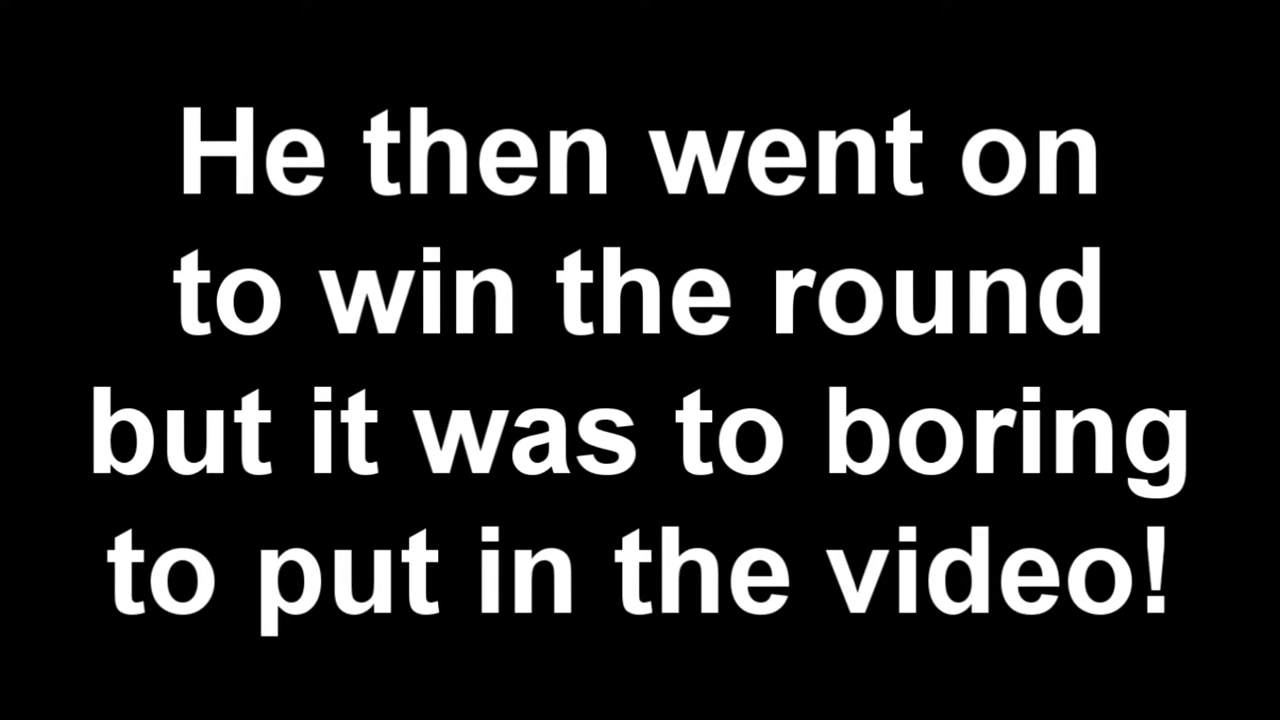 He then went on
to win the round
but it was to boring
to put in the video!